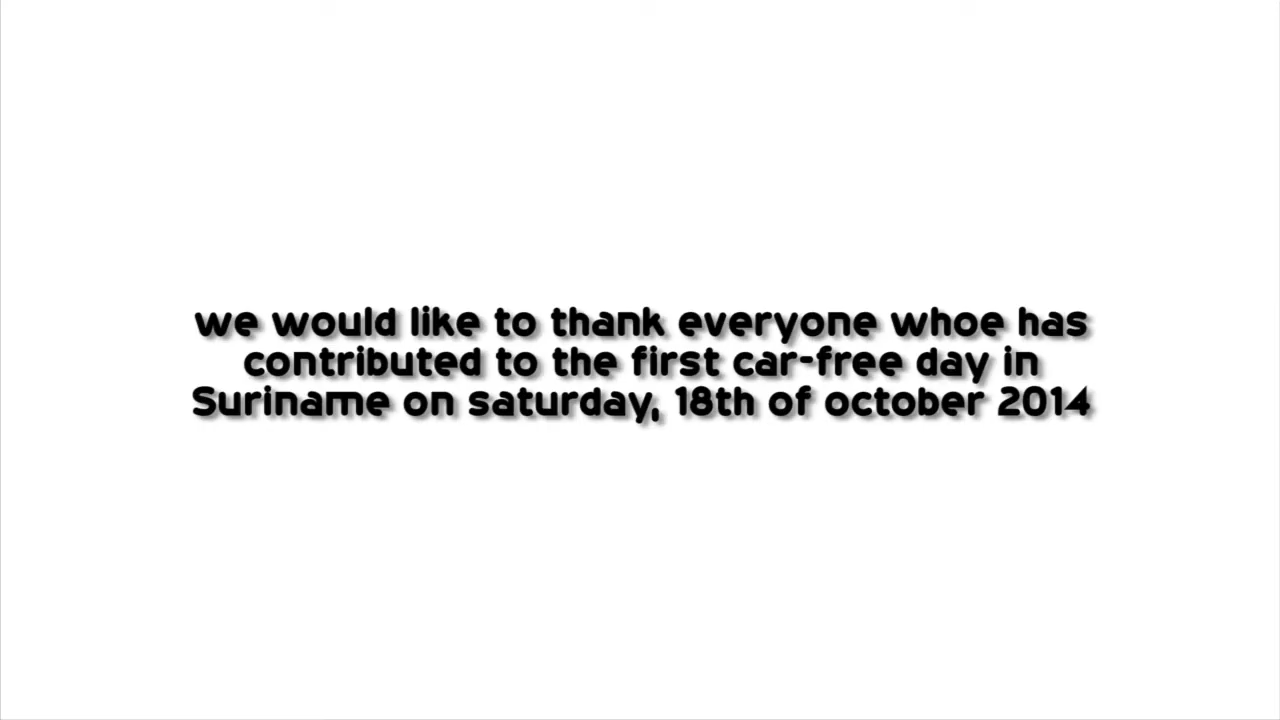 we would like to thank everyone whoe has
contributed to the first car-free day in
Suriname on saturday, 18th of october 2014